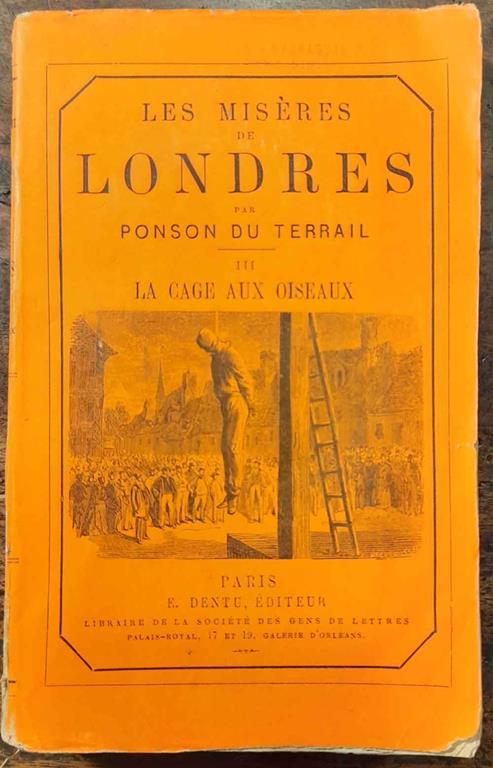 LES MISÈRES
DE
LONDRES
PAR
PONSON DU TERRAIL
III
LA CAGE AUX OISEAUX
PARIS
E. DENTU, ÉDITEUR
LIBRAIRE DE LA SOCIÉTÉ DES GENS DE LETTRES
PALAIS-ROYAL, 17 ET 19, GALERIE D'ORLÉANS.